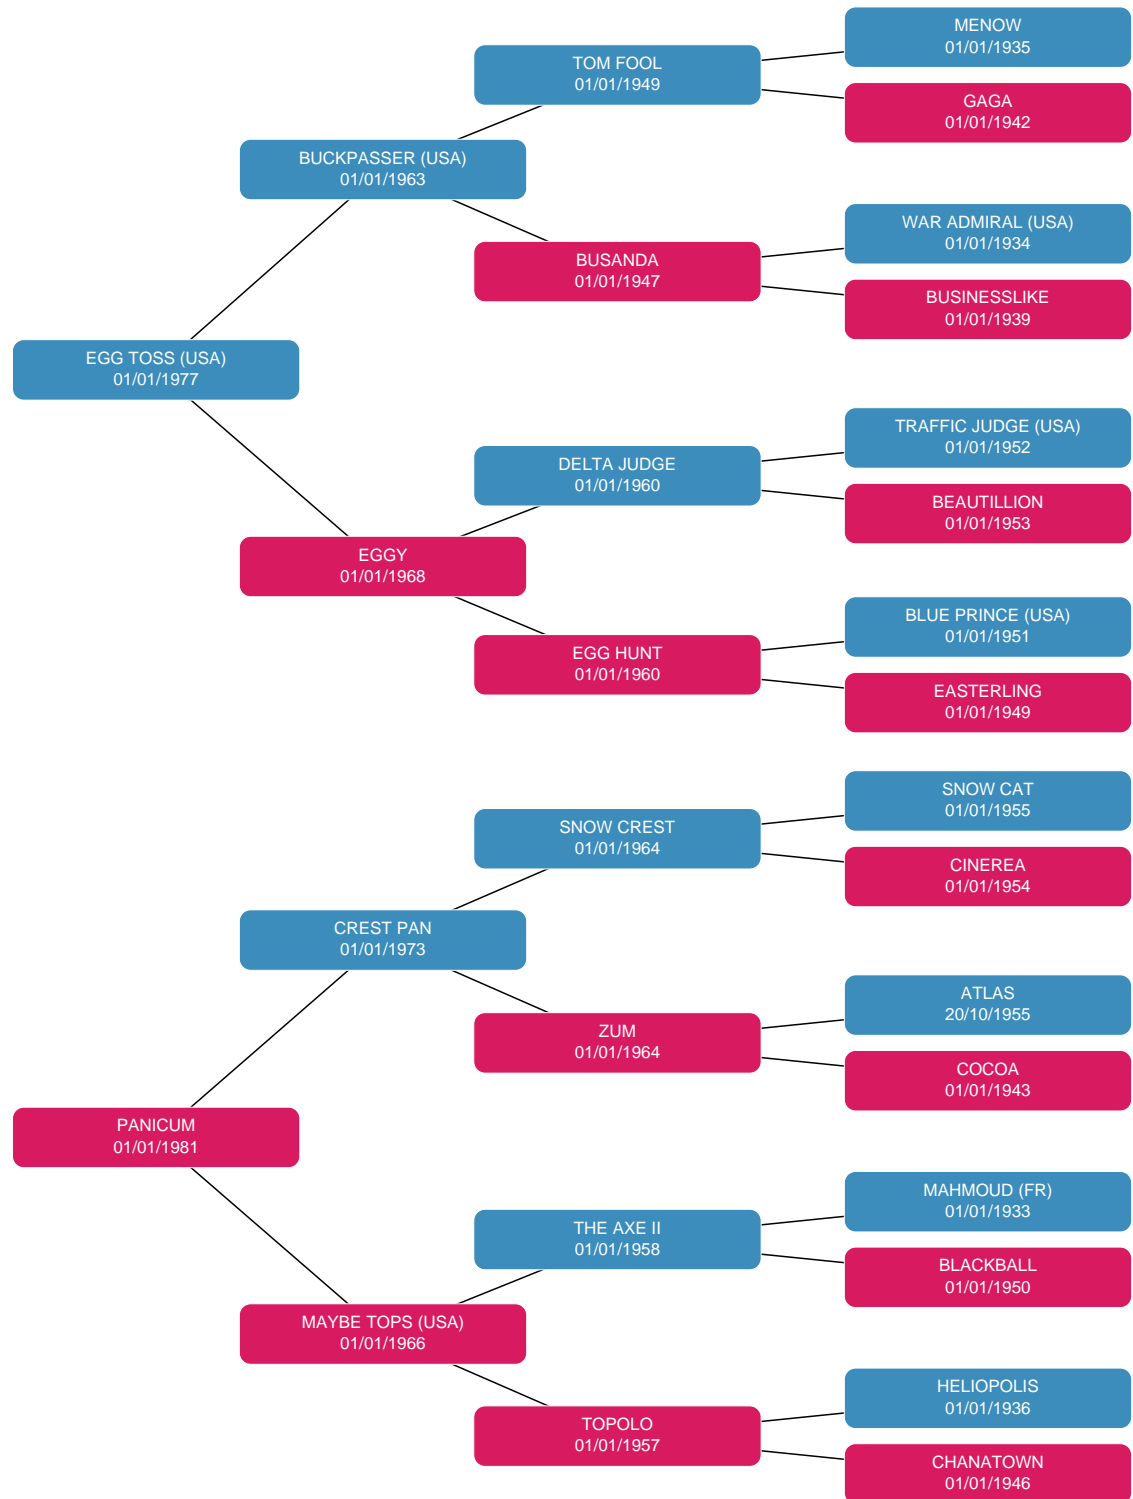 MENOW
01/01/1935
TOM FOOL
01/01/1949
GAGA
01/01/1942
BUCKPASSER (USA)
01/01/1963
WAR ADMIRAL (USA)
01/01/1934
BUSANDA
01/01/1947
BUSINESSLIKE
01/01/1939
EGG TOSS (USA)
01/01/1977
TRAFFIC JUDGE (USA)
01/01/1952
DELTA JUDGE
01/01/1960
BEAUTILLION
01/01/1953
EGGY
01/01/1968
BLUE PRINCE (USA)
01/01/1951
EGG HUNT
01/01/1960
EASTERLING
01/01/1949
SNOW CAT
01/01/1955
SNOW CREST
01/01/1964
CINEREA
01/01/1954
CREST PAN
01/01/1973
ATLAS
20/10/1955
ZUM
01/01/1964
COCOA
01/01/1943
PANICUM
01/01/1981
MAHMOUD (FR)
01/01/1933
THE AXE II
01/01/1958
BLACKBALL
01/01/1950
MAYBE TOPS (USA)
01/01/1966
HELIOPOLIS
01/01/1936
TOPOLO
01/01/1957
CHANATOWN
01/01/1946